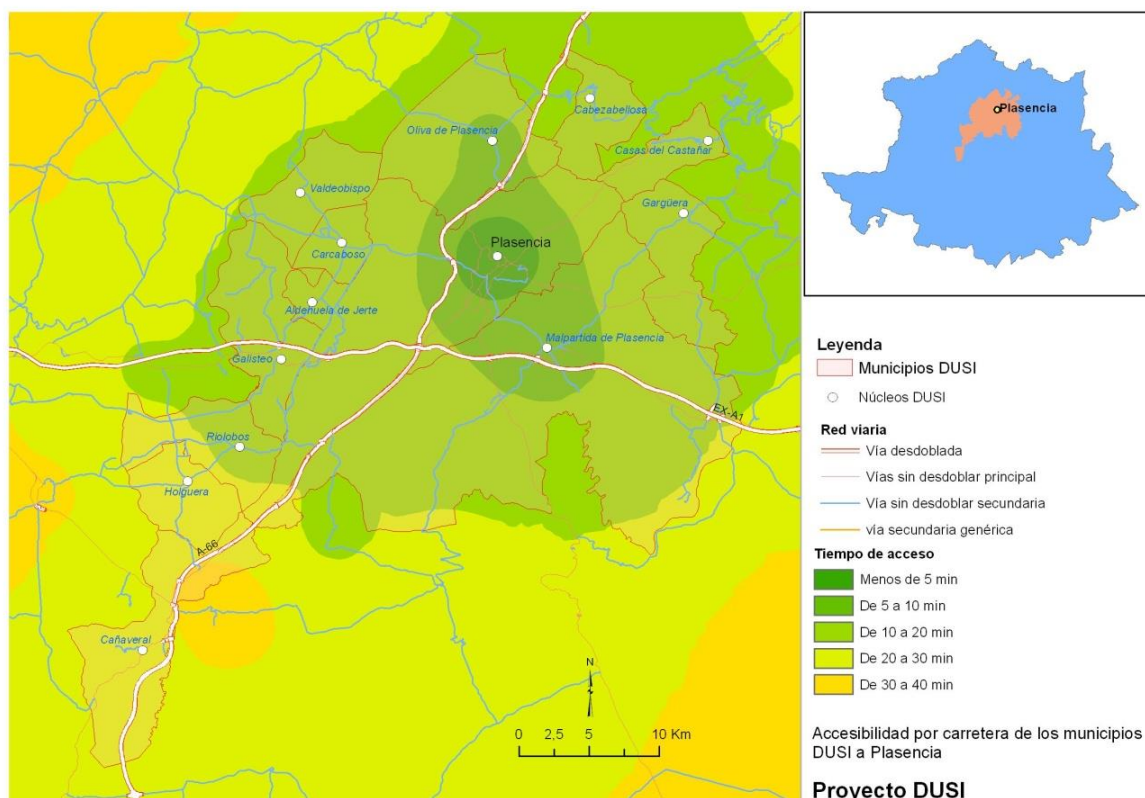 Cabezabellosa
Oliva de Plasencia
Casas del Castañar
Valdeobispo
Gargüera
Carcaboso
Plasencia
Aldehuela de Jerte
Malpartida de Plasencia
Galisteo
EX-A1
Riolobos
Holguera
A-66
Cañaveral
N
0 2,5 5 10 Km
Plasencia
Leyenda
Municipios DUSI
Núcleos DUSI
Red viaria
Vía desdoblada
Vías sin desdoblar principal
Vía sin desdoblar secundaria
vía secundaria genérica
Tiempo de acceso
Menos de 5 min
De 5 a 10 min
De 10 a 20 min
De 20 a 30 min
De 30 a 40 min
Accesibilidad por carretera de los municipios
DUSI a Plasencia
Proyecto DUSI